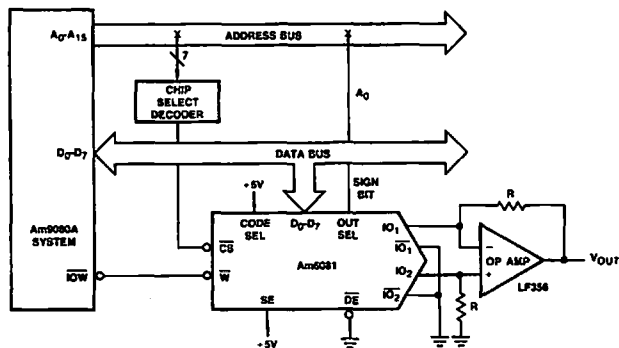 A0-A15
ADDRESS BUS
7
CHIP
SELECT
DECODER
A0
D0-D7
DATA BUS
+5V
SIGN
BIT
Am9080A
SYSTEM
CODE
SEL
D0-D7
OUT
SEL
IO1
R
CS
IO1
OP AMP
VOUT
Am6081
IO2
LF356
IOW
W
IO2
R
SE
DE
+5V
-
+